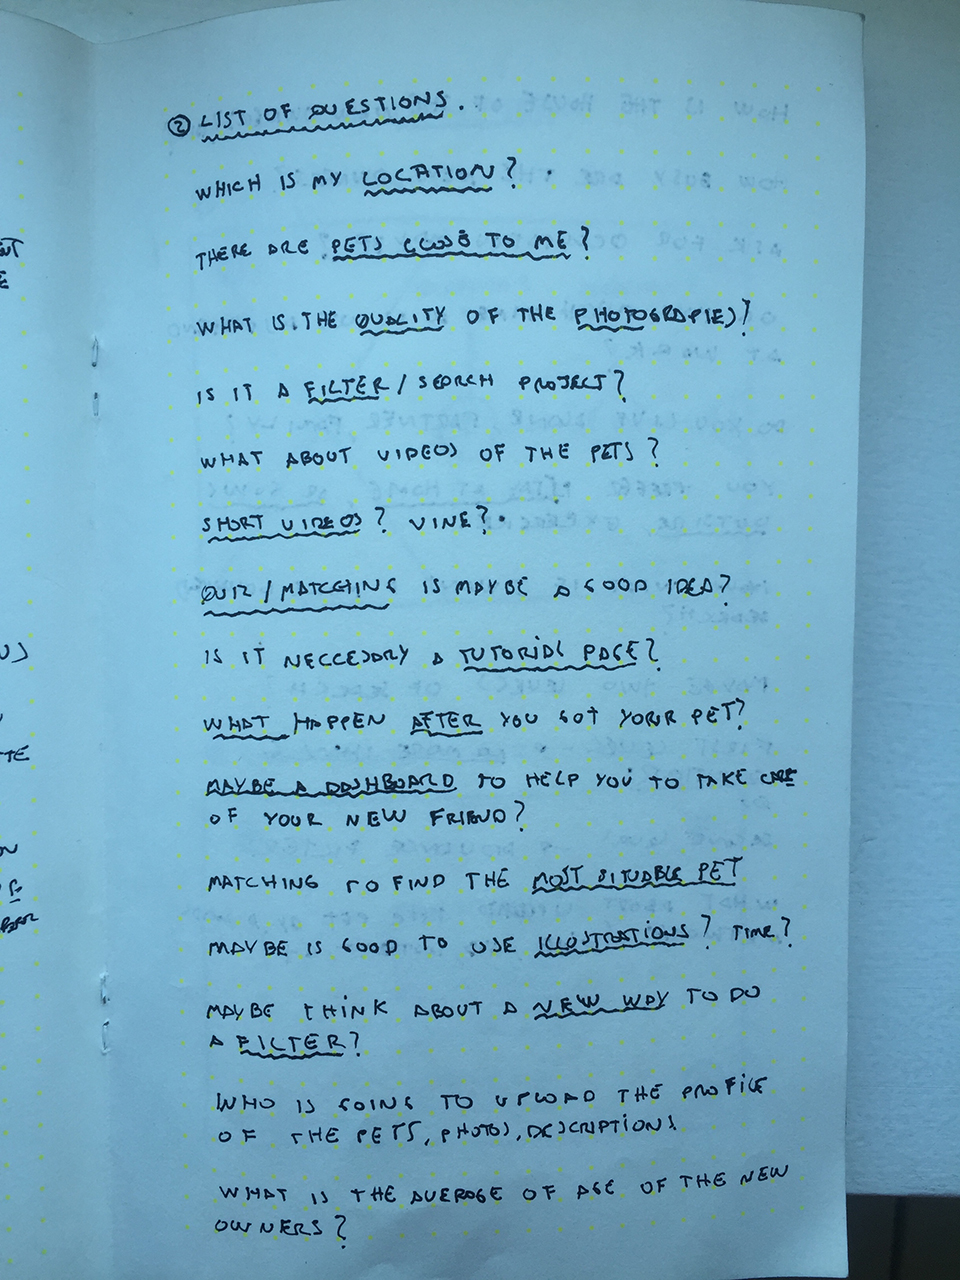 ② LIST OF QUESTIONS.
WHICH IS MY LOCATION?
THERE ARE PETS CLOSE TO ME?
WHAT IS THE QUALITY OF THE PHOTOGRAPIES?
IS IT A FILTER / SEARCH PROJECT?
WHAT ABOUT VIDEOS OF THE PETS?
SHORT VIDEOS? VINE?
QUIZ / MATCHING IS MAYBE A GOOD IDEA?
IS IT NECCESARY A TUTORIAL PAGE?
WHAT HAPPEN AFTER YOU GOT YOUR PET?
MAYBE A DASHBOARD TO HELP YOU TO TAKE CARE
OF YOUR NEW FRIEND?
MATCHING TO FIND THE MOST SITUABLE PET
MAYBE IS GOOD TO USE ILLUSTRATIONS? TIME?
MAYBE THINK ABOUT A NEW WAY TO DO
A FILTER?
WHO IS GOING TO UPLOAD THE PROFILE
OF THE PETS, PHOTOS, DESCRIPTIONS
WHAT IS THE AVERAGE OF AGE OF THE NEW
OWNERS?